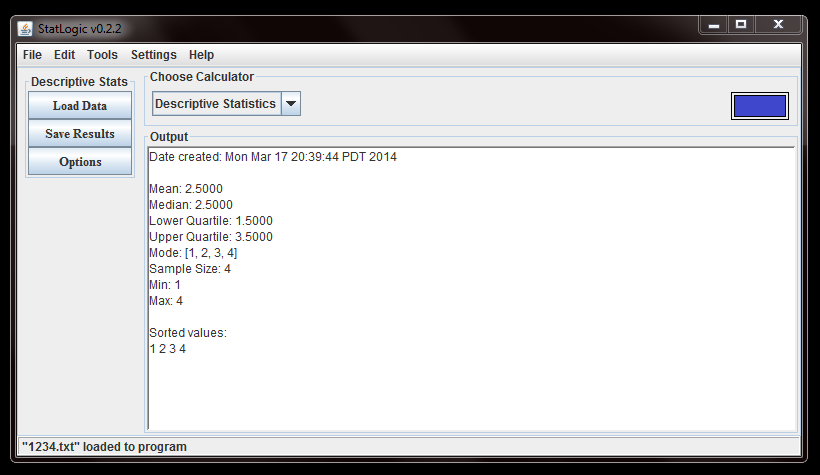 StatLogic v0.2.2
File Edit Tools Settings Help
Descriptive Stats
Load Data
Save Results
Options
Choose Calculator
Descriptive Statistics
Output
Date created: Mon Mar 17 20:39:44 PDT 2014
Mean: 2.5000
Median: 2.5000
Lower Quartile: 1.5000
Upper Quartile: 3.5000
Mode: [1, 2, 3, 4]
Sample Size: 4
Min: 1
Max: 4
Sorted values:
1 2 3 4
"1234.txt" loaded to program